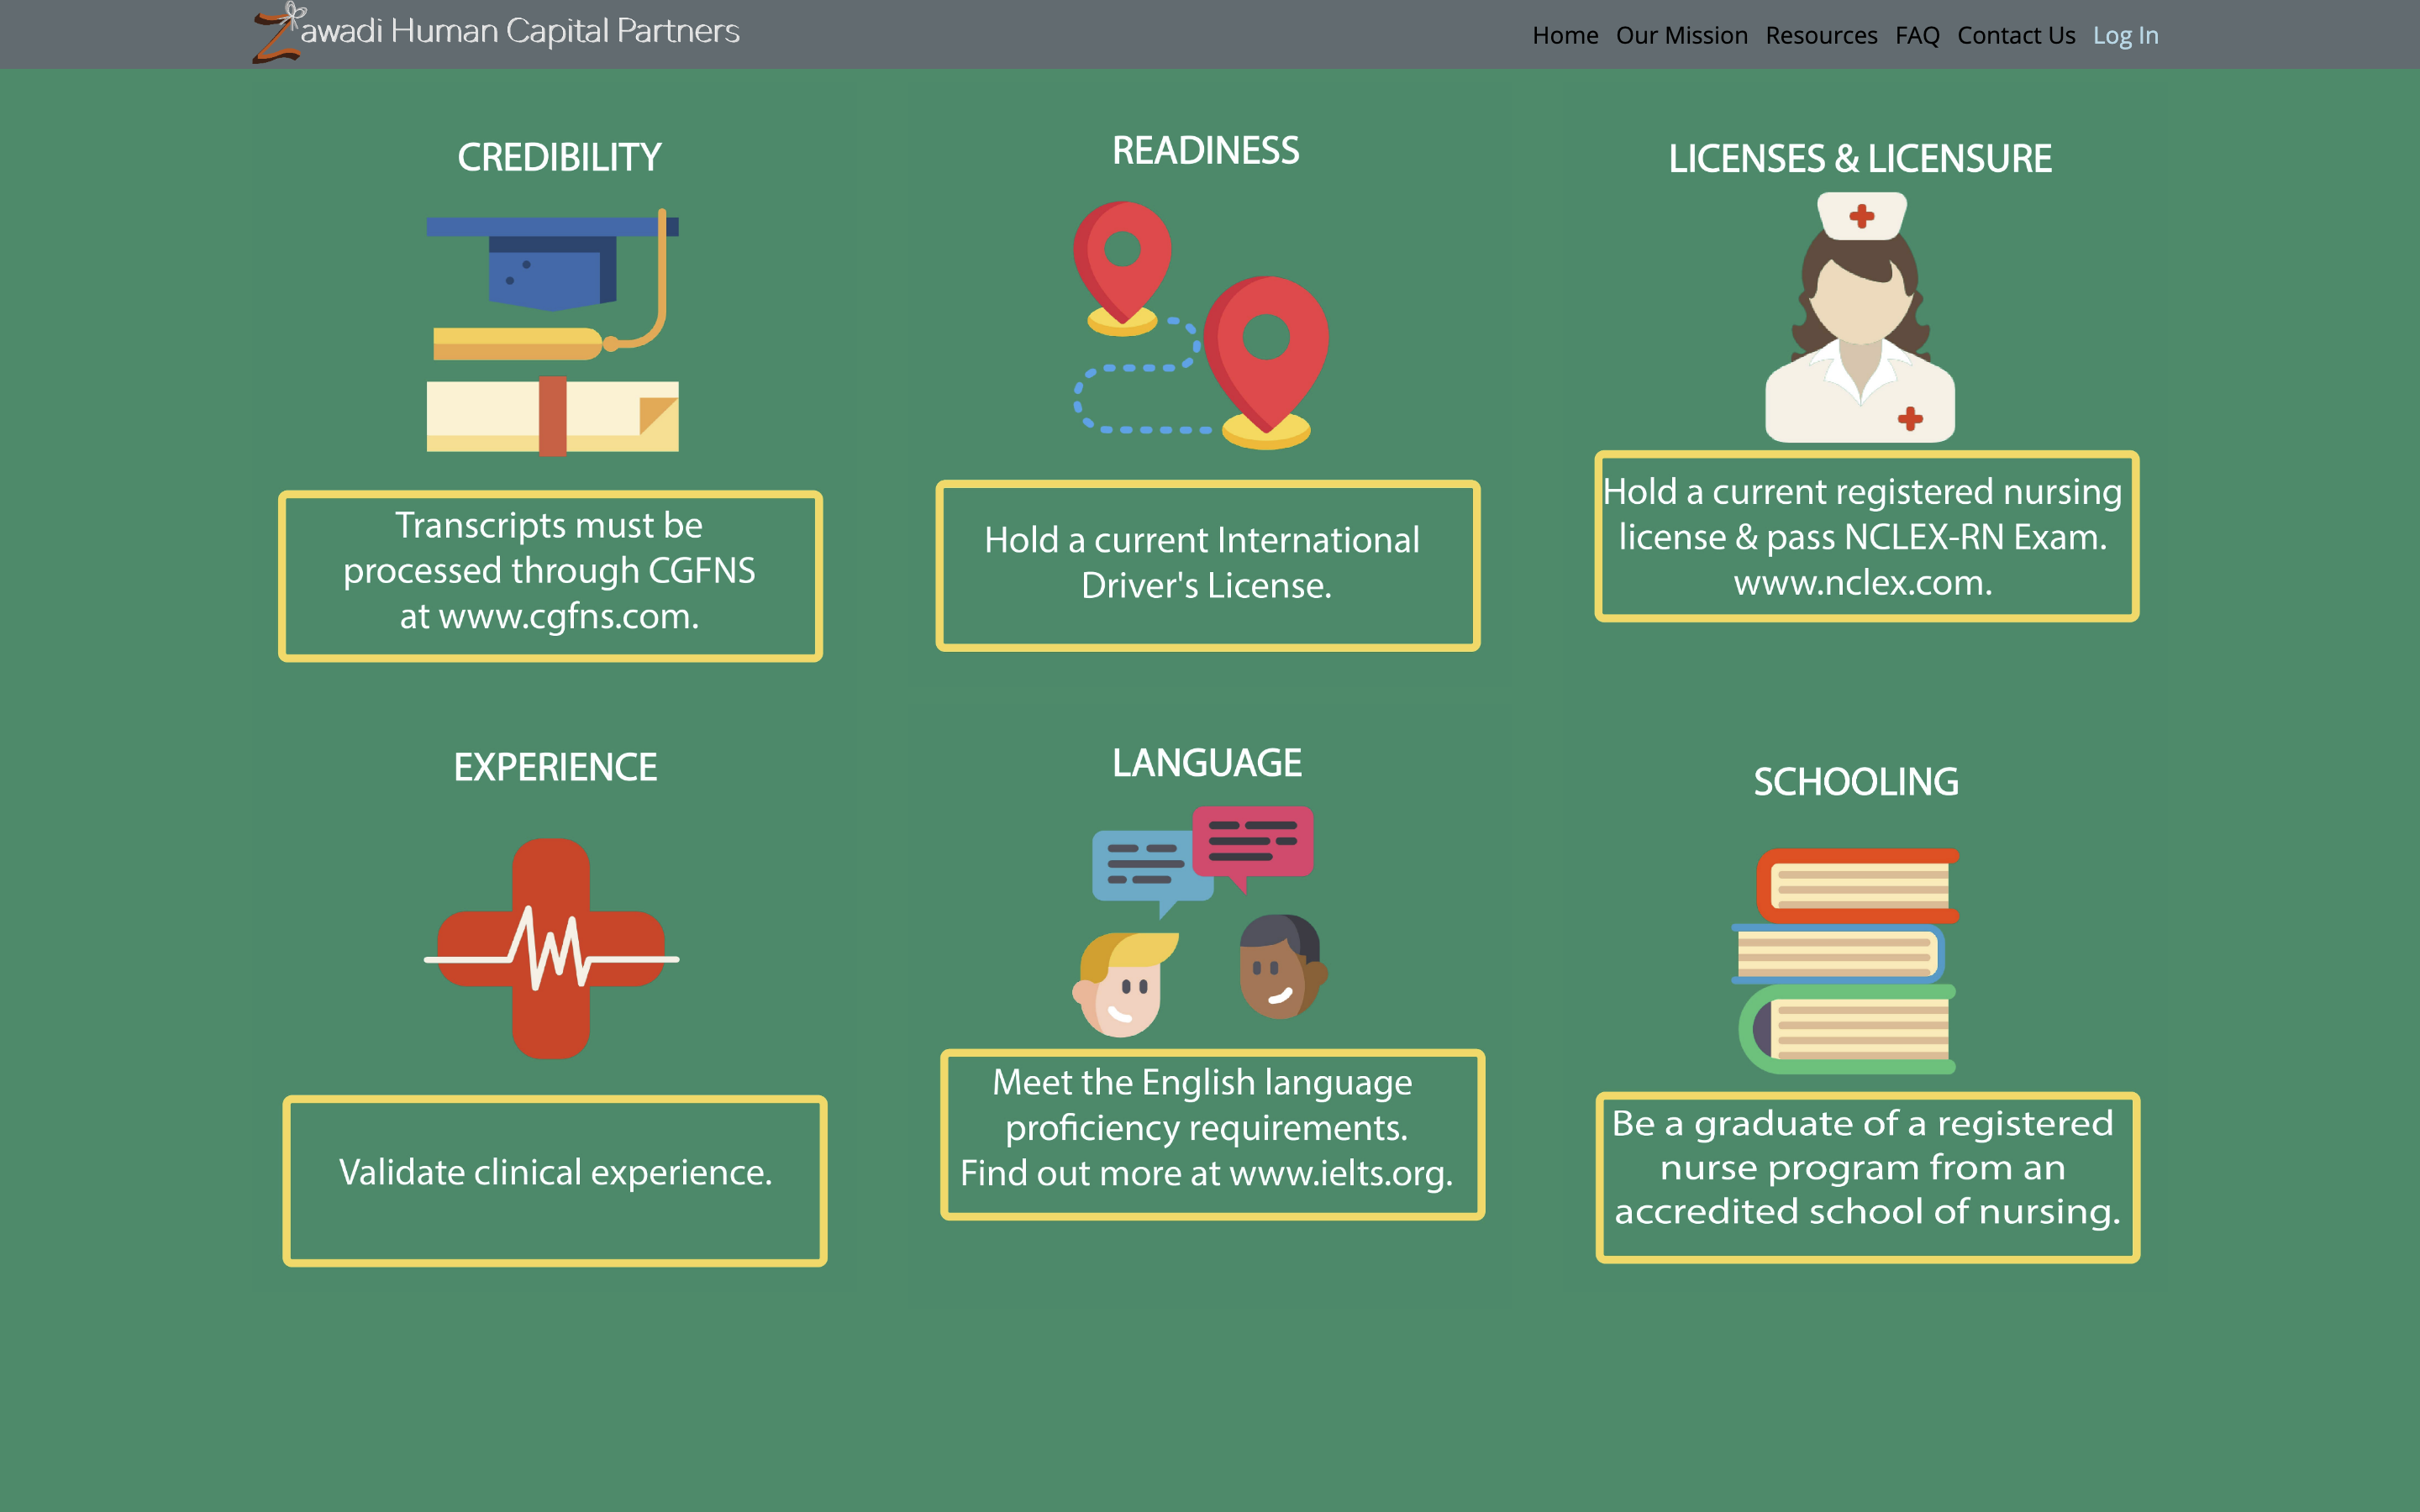 Zawadi Human Capital Partners
Home Our Mission Resources FAQ Contact Us Log In
CREDIBILITY
Transcripts must be
processed through CGFNS
at www.cgfns.com.
READINESS
Hold a current International
Driver's License.
LICENSES & LICENSURE
Hold a current registered nursing
license & pass NCLEX-RN Exam.
www.nclex.com.
EXPERIENCE
Validate clinical experience.
LANGUAGE
Meet the English language
proficiency requirements.
Find out more at www.ielts.org.
SCHOOLING
Be a graduate of a registered
nurse program from an
accredited school of nursing.